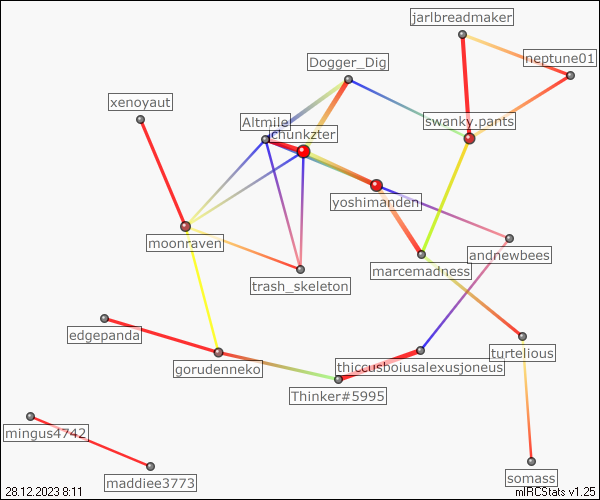 jarlbreadmaker
neptune01
Dogger_Dig
xenoyaut
Altmile
swanky.pants
chunkzter
yoshimanden
moonraven
andnewbees
marcemadness
trash_skeleton
edgepanda
turtelious
thiccusboiusalexusjoneus
gorudenneko
Thinker#5995
mingus4742
somass
maddiee3773
28.12.2023 8:11
mIRCStats v1.25